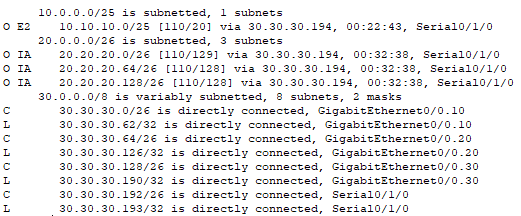 10.0.0.0/25 is subnetted, 1 subnets
O E2 10.10.10.0/25 [110/20] via 30.30.30.194, 00:22:43, Serial0/1/0
20.0.0.0/26 is subnetted, 3 subnets
O IA 20.20.20.0/26 [110/129] via 30.30.30.194, 00:32:38, Serial0/1/0
O IA 20.20.20.64/26 [110/128] via 30.30.30.194, 00:32:38, Serial0/1/0
O IA 20.20.20.128/26 [110/128] via 30.30.30.194, 00:32:38, Serial0/1/0
30.0.0.0/8 is variably subnetted, 8 subnets, 2 masks
C 30.30.30.0/26 is directly connected, GigabitEthernet0/0.10
L 30.30.30.62/32 is directly connected, GigabitEthernet0/0.10
C 30.30.30.64/26 is directly connected, GigabitEthernet0/0.20
L 30.30.30.126/32 is directly connected, GigabitEthernet0/0.20
C 30.30.30.128/26 is directly connected, GigabitEthernet0/0.30
L 30.30.30.190/32 is directly connected, GigabitEthernet0/0.30
C 30.30.30.192/26 is directly connected, Serial0/1/0
L 30.30.30.193/32 is directly connected, Serial0/1/0